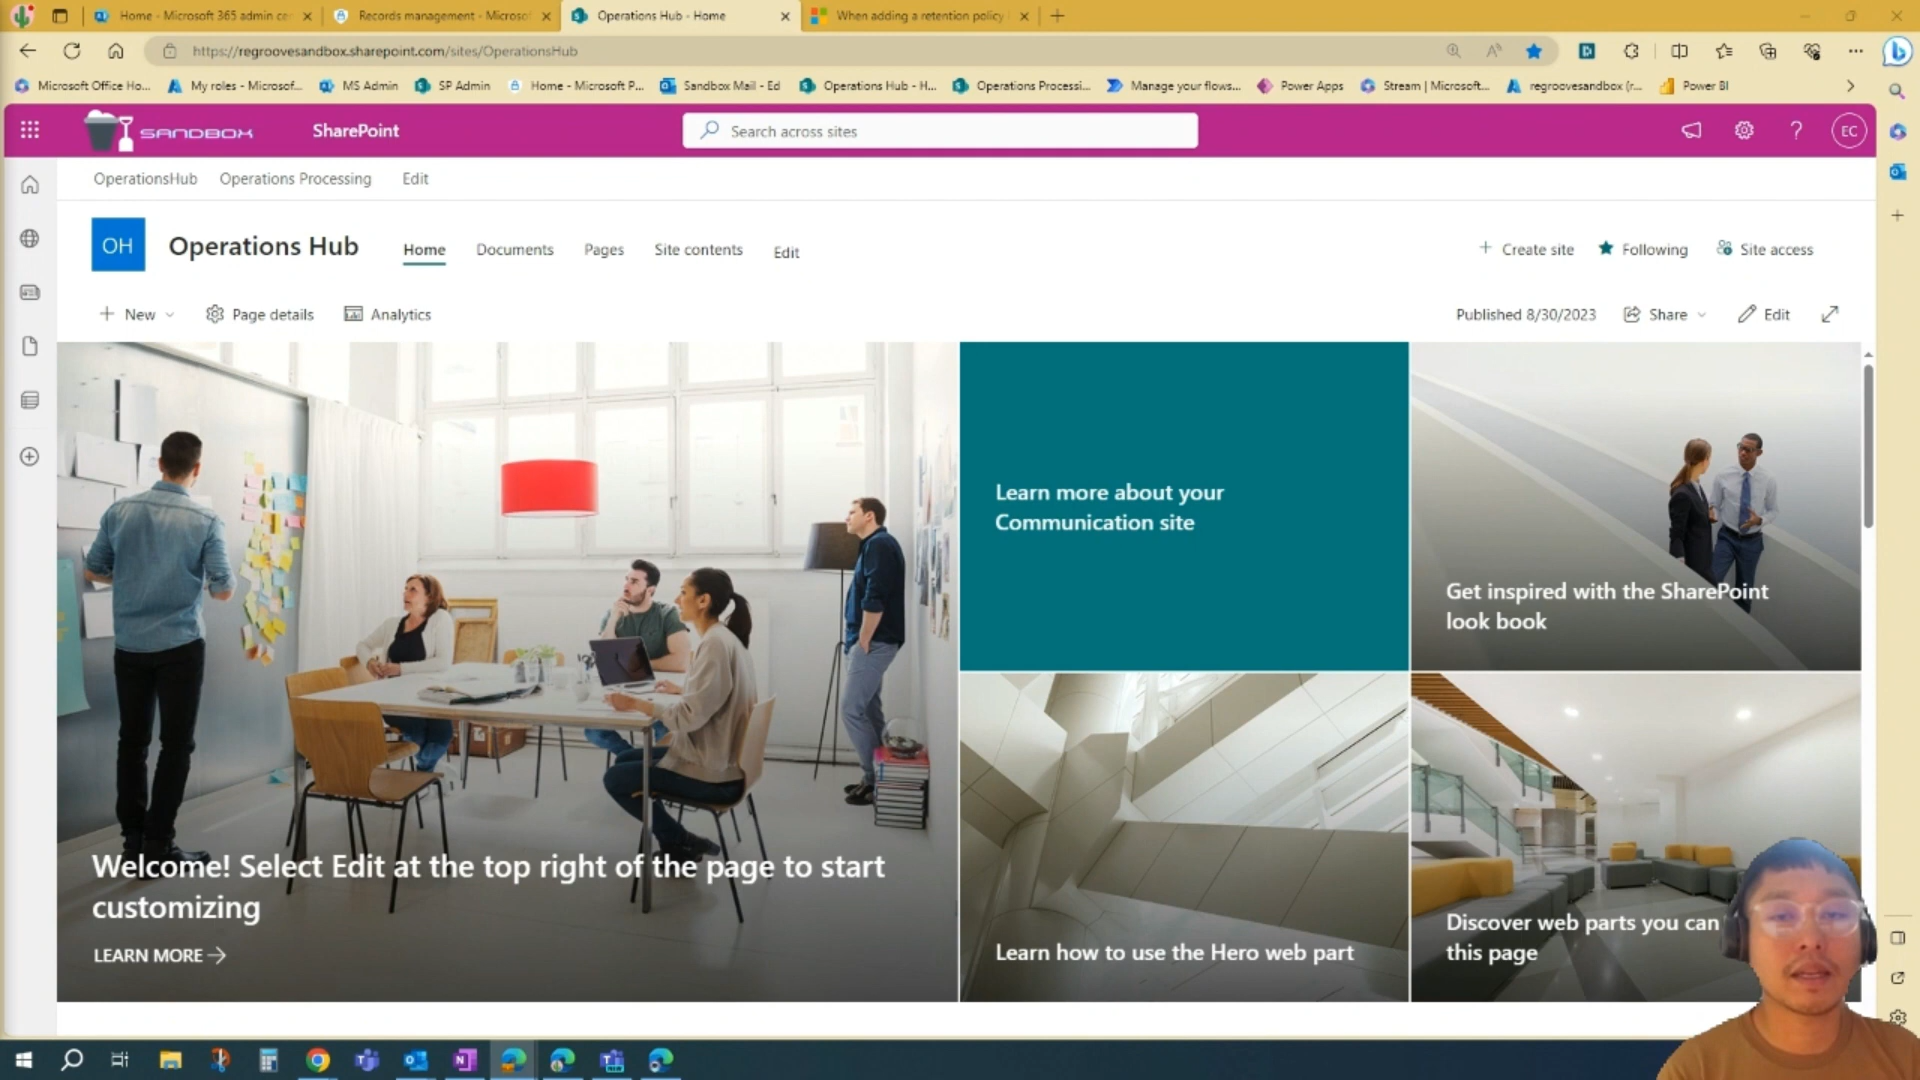 Home - Microsoft 365 admin cen
Records management - Microsof
Operations Hub - Home
When adding a retention policy
https://regroovesandbox.sharepoint.com/sites/OperationsHub
Microsoft Office Ho...
My roles - Microsof...
MS Admin
SP Admin
Home - Microsoft P...
Sandbox Mail - Ed
Operations Hub - H...
Operations Processi...
Manage your flows...
Power Apps
Stream | Microsoft...
regroovesandbox (r...
Power BI
SANDBOX
SharePoint
Search across sites
EC
OperationsHub
Operations Processing
Edit
OH
Operations Hub
Home
Documents
Pages
Site contents
Edit
Create site
Following
Site access
New
Page details
Analytics
Published 8/30/2023
Share
Edit
Welcome! Select Edit at the top right of the page to start
customizing
LEARN MORE
Learn more about your
Communication site
Get inspired with the SharePoint
look book
Learn how to use the Hero web part
Discover web parts you can
this page